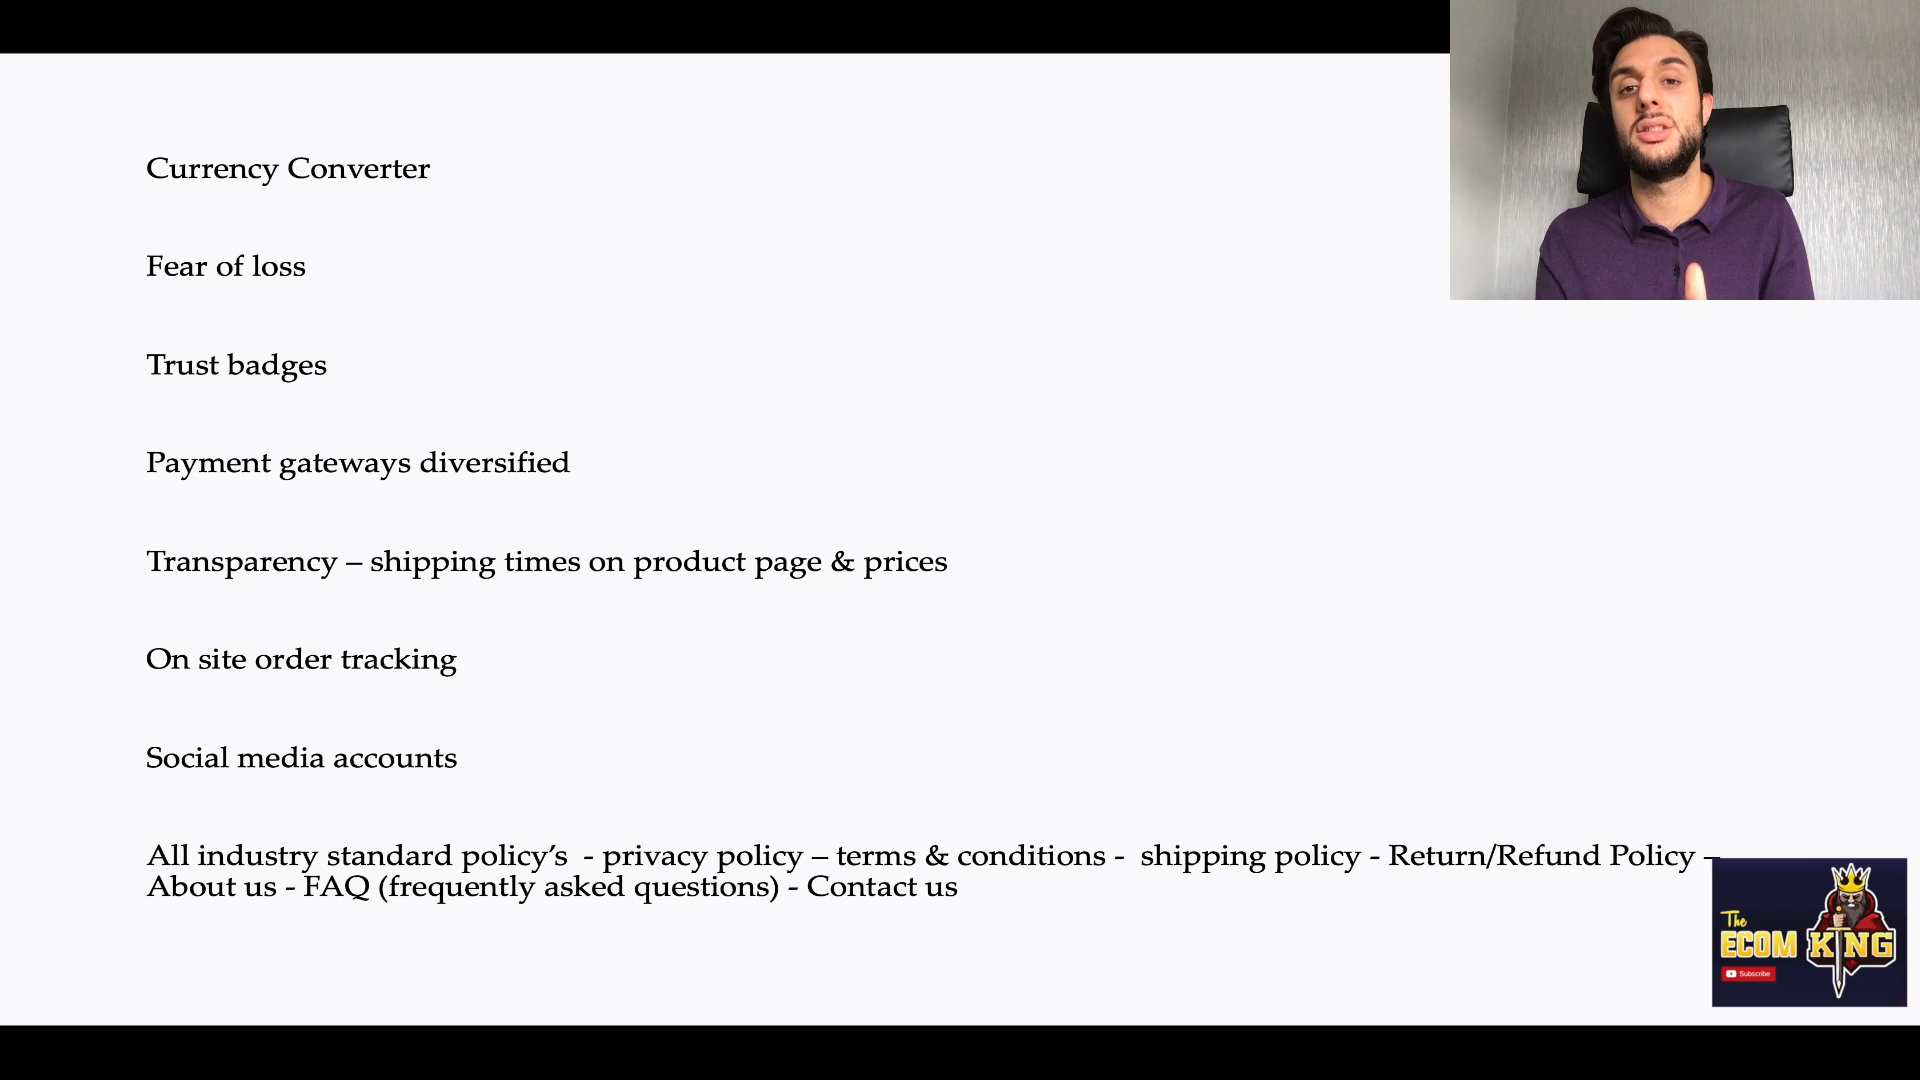 Currency Converter
Fear of loss
Trust badges
Payment gateways diversified
Transparency – shipping times on product page & prices
On site order tracking
Social media accounts
All industry standard policy’s  - privacy policy – terms & conditions -  shipping policy - Return/Refund Policy –
About us - FAQ (frequently asked questions) - Contact us
The
ECOM KING
Subscribe